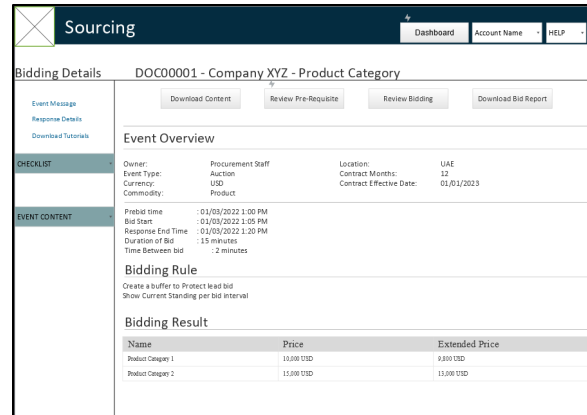 Sourcing
Dashboard Account Name HELP
Bidding Details DOC00001 - Company XYZ - Product Category
Download Content Review Pre-Requisite Review Bidding Download Bid Report
Event Message
Response Details
Download Tutorials
CHECKLIST
EVENT CONTENT
Event Overview
Owner: Procurement Staff Location: UAE
Event Type: Auction Contract Months: 12
Currency: USD Contract Effective Date: 01/01/2023
Commodity: Product
Prebid time : 01/03/2022 1:00 PM
Bid Start : 01/03/2022 1:05 PM
Response End Time : 01/03/2022 1:20 PM
Duration of Bid : 15 minutes
Time Between bid : 2 minutes
Bidding Rule
Create a buffer to Protect lead bid
Show Current Standing per bid interval
Bidding Result
Name Price Extended Price
Product Category 1 10,000 USD 9,800 USD
Product Category 2 15,000 USD 13,000 USD